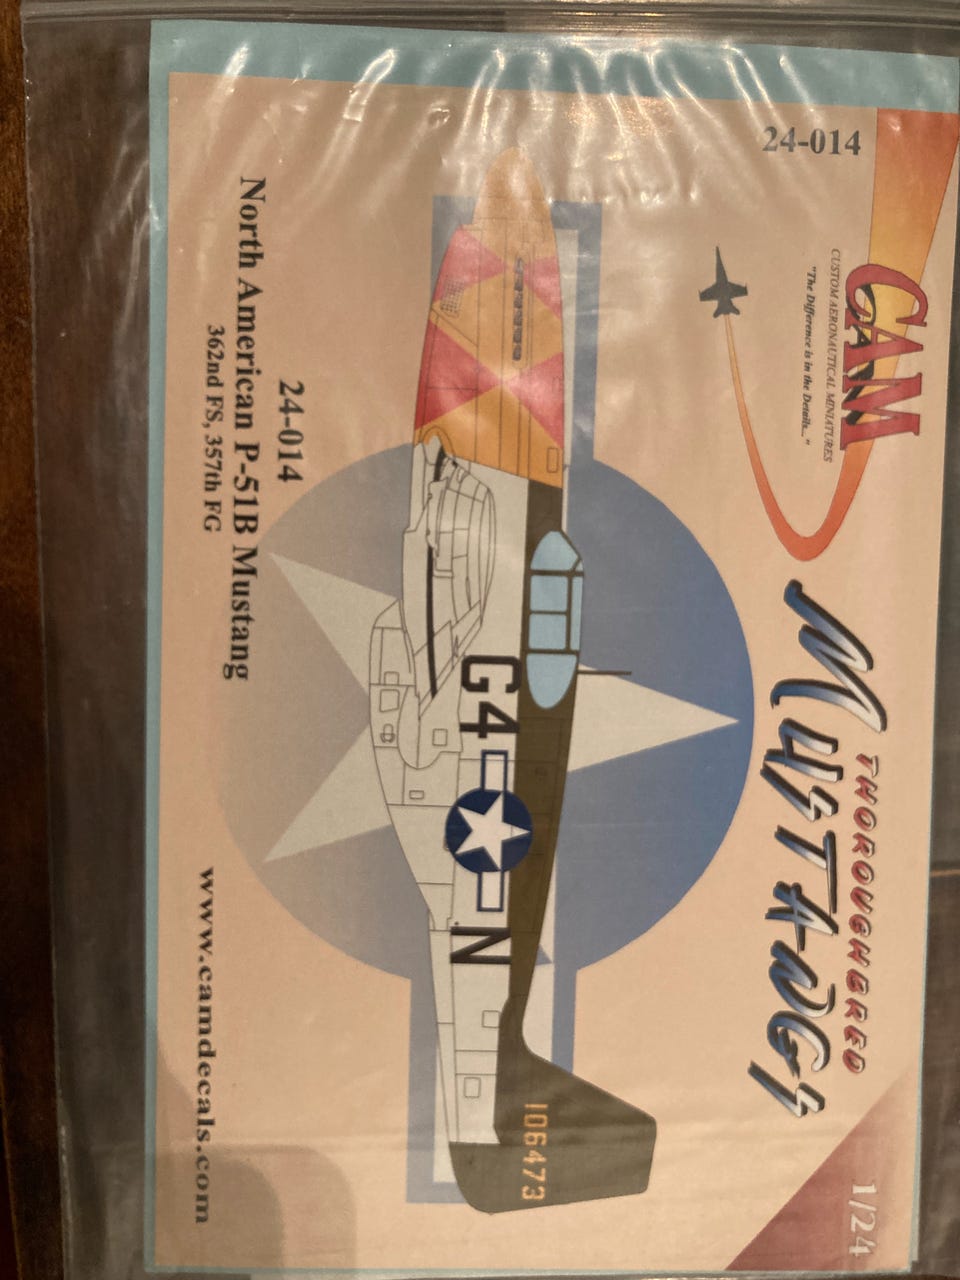 24-014
CAM
CUSTOM AERONAUTICAL MINIATURES
"The Difference is in the Details..."
THOROUGHBRED
MUSTANGS
1/24
G4
N
106473
24-014
North American P-51B Mustang
362nd FS, 357th FG
www.camdecals.com